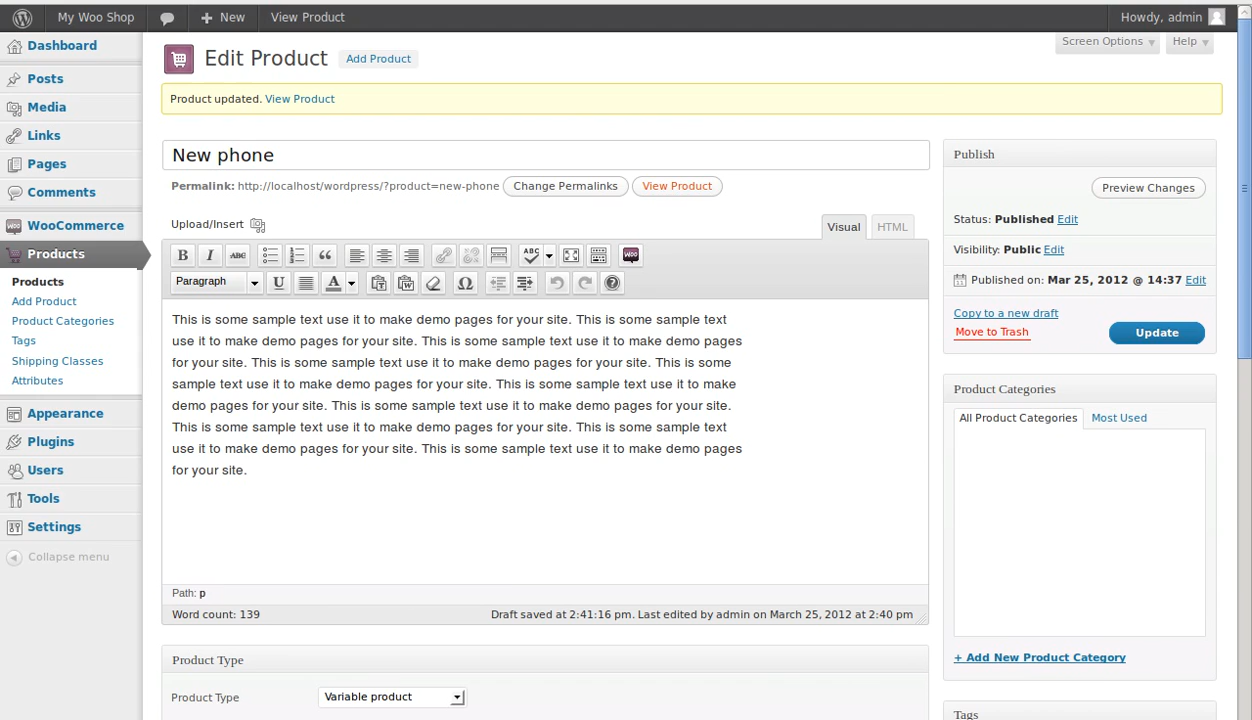 My Woo Shop
New
View Product
Howdy, admin
Dashboard
Posts
Media
Links
Pages
Comments
WooCommerce
Products
Products
Add Product
Product Categories
Tags
Shipping Classes
Attributes
Appearance
Plugins
Users
Tools
Settings
Collapse menu
Screen Options
Help
Edit Product
Add Product
Product updated. View Product
New phone
Permalink: http://localhost/wordpress/?product=new-phone Change Permalinks View Product
Upload/Insert
Visual
HTML
B I ABC ABC WOO
Paragraph U A
This is some sample text use it to make demo pages for your site. This is some sample text
use it to make demo pages for your site. This is some sample text use it to make demo pages
for your site. This is some sample text use it to make demo pages for your site. This is some
sample text use it to make demo pages for your site. This is some sample text use it to make
demo pages for your site. This is some sample text use it to make demo pages for your site.
This is some sample text use it to make demo pages for your site. This is some sample text
use it to make demo pages for your site. This is some sample text use it to make demo pages
for your site.
Path: p
Word count: 139
Draft saved at 2:41:16 pm. Last edited by admin on March 25, 2012 at 2:40 pm
Product Type
Product Type Variable product
Publish
Preview Changes
Status: Published Edit
Visibility: Public Edit
Published on: Mar 25, 2012 @ 14:37 Edit
Copy to a new draft
Move to Trash
Update
Product Categories
All Product Categories
Most Used
+ Add New Product Category
Tags